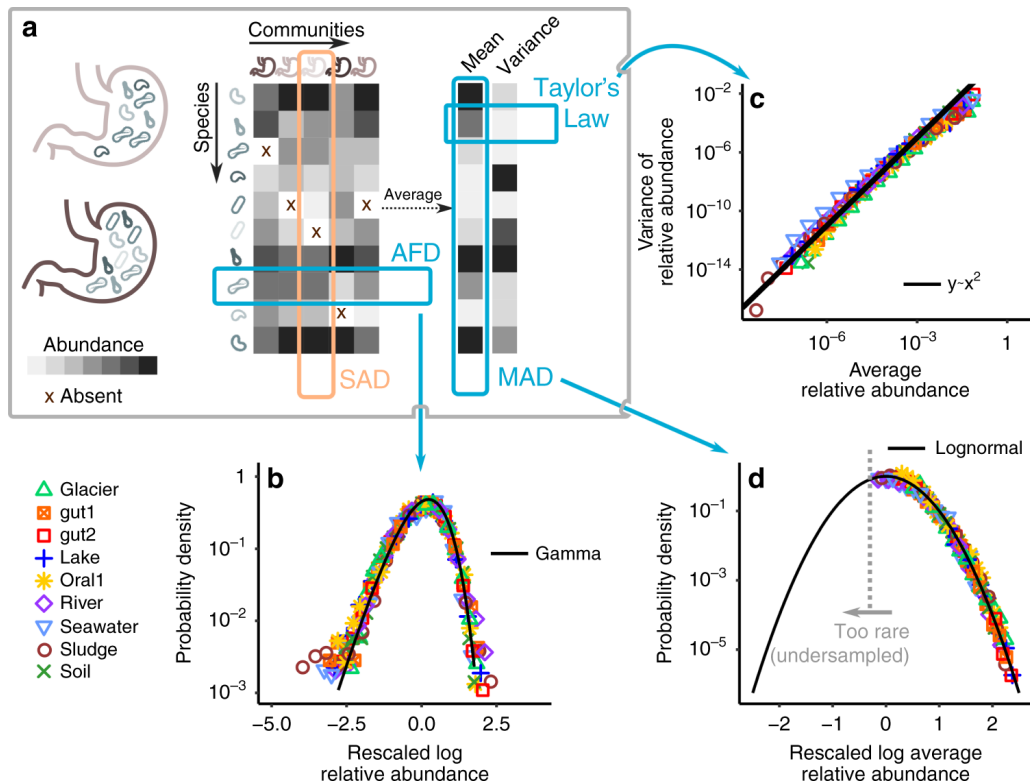 a
Communities
Species
Mean
Variance
Taylor's
Law
x
x
x
x
x
Average
AFD
SAD
MAD
Abundance
x Absent
c
Variance of
relative abundance
10⁻²
10⁻⁶
10⁻¹⁰
10⁻¹⁴
y~x²
10⁻⁶
10⁻³
1
Average
relative abundance
Glacier
gut1
gut2
Lake
Oral1
River
Seawater
Sludge
Soil
b
Probability density
1
10⁻¹
10⁻²
10⁻³
Gamma
−5.0
−2.5
0.0
2.5
Rescaled log
relative abundance
d
Lognormal
Probability density
10⁻¹
10⁻³
10⁻⁵
Too rare
(undersampled)
−2
−1
0
1
2
Rescaled log average
relative abundance